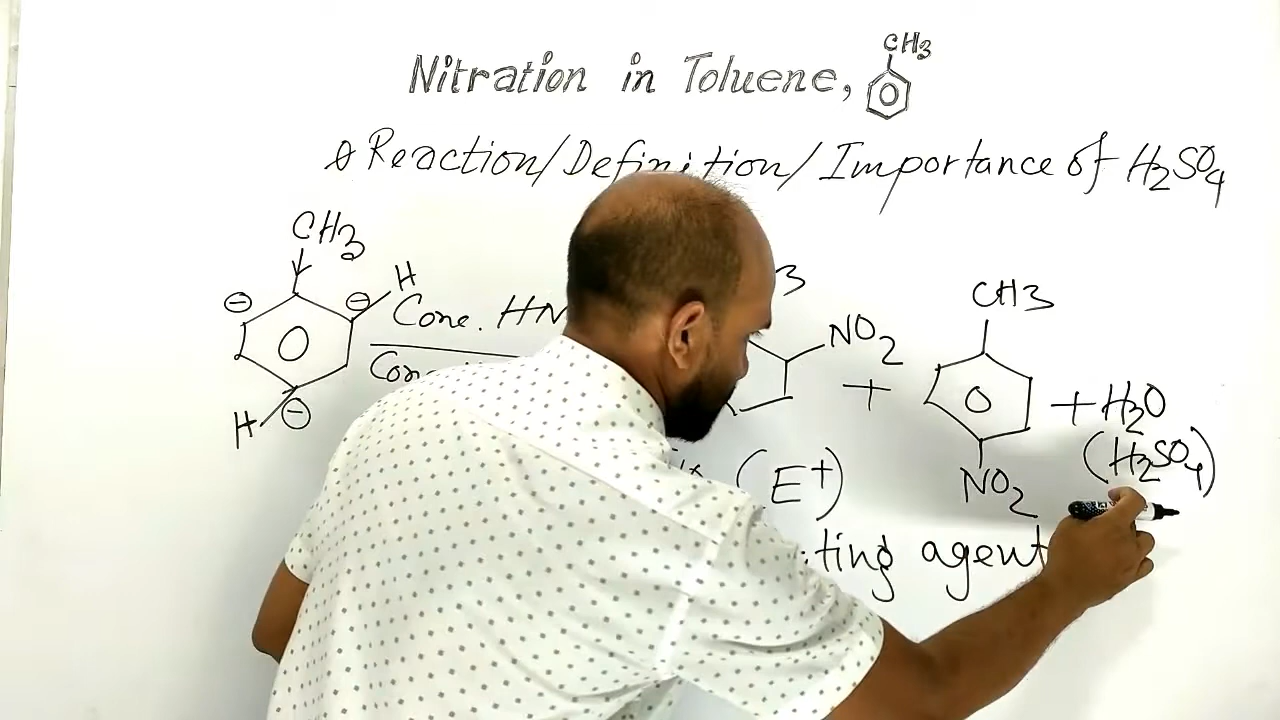 CH3
Nitration in Toluene,
Reaction/Definition/Importance of H2SO4
CH3
H
Conc. HN
3
NO2
CH3
+
+ H2O
H
(H2SO4)
(E+)
NO2
ting agent